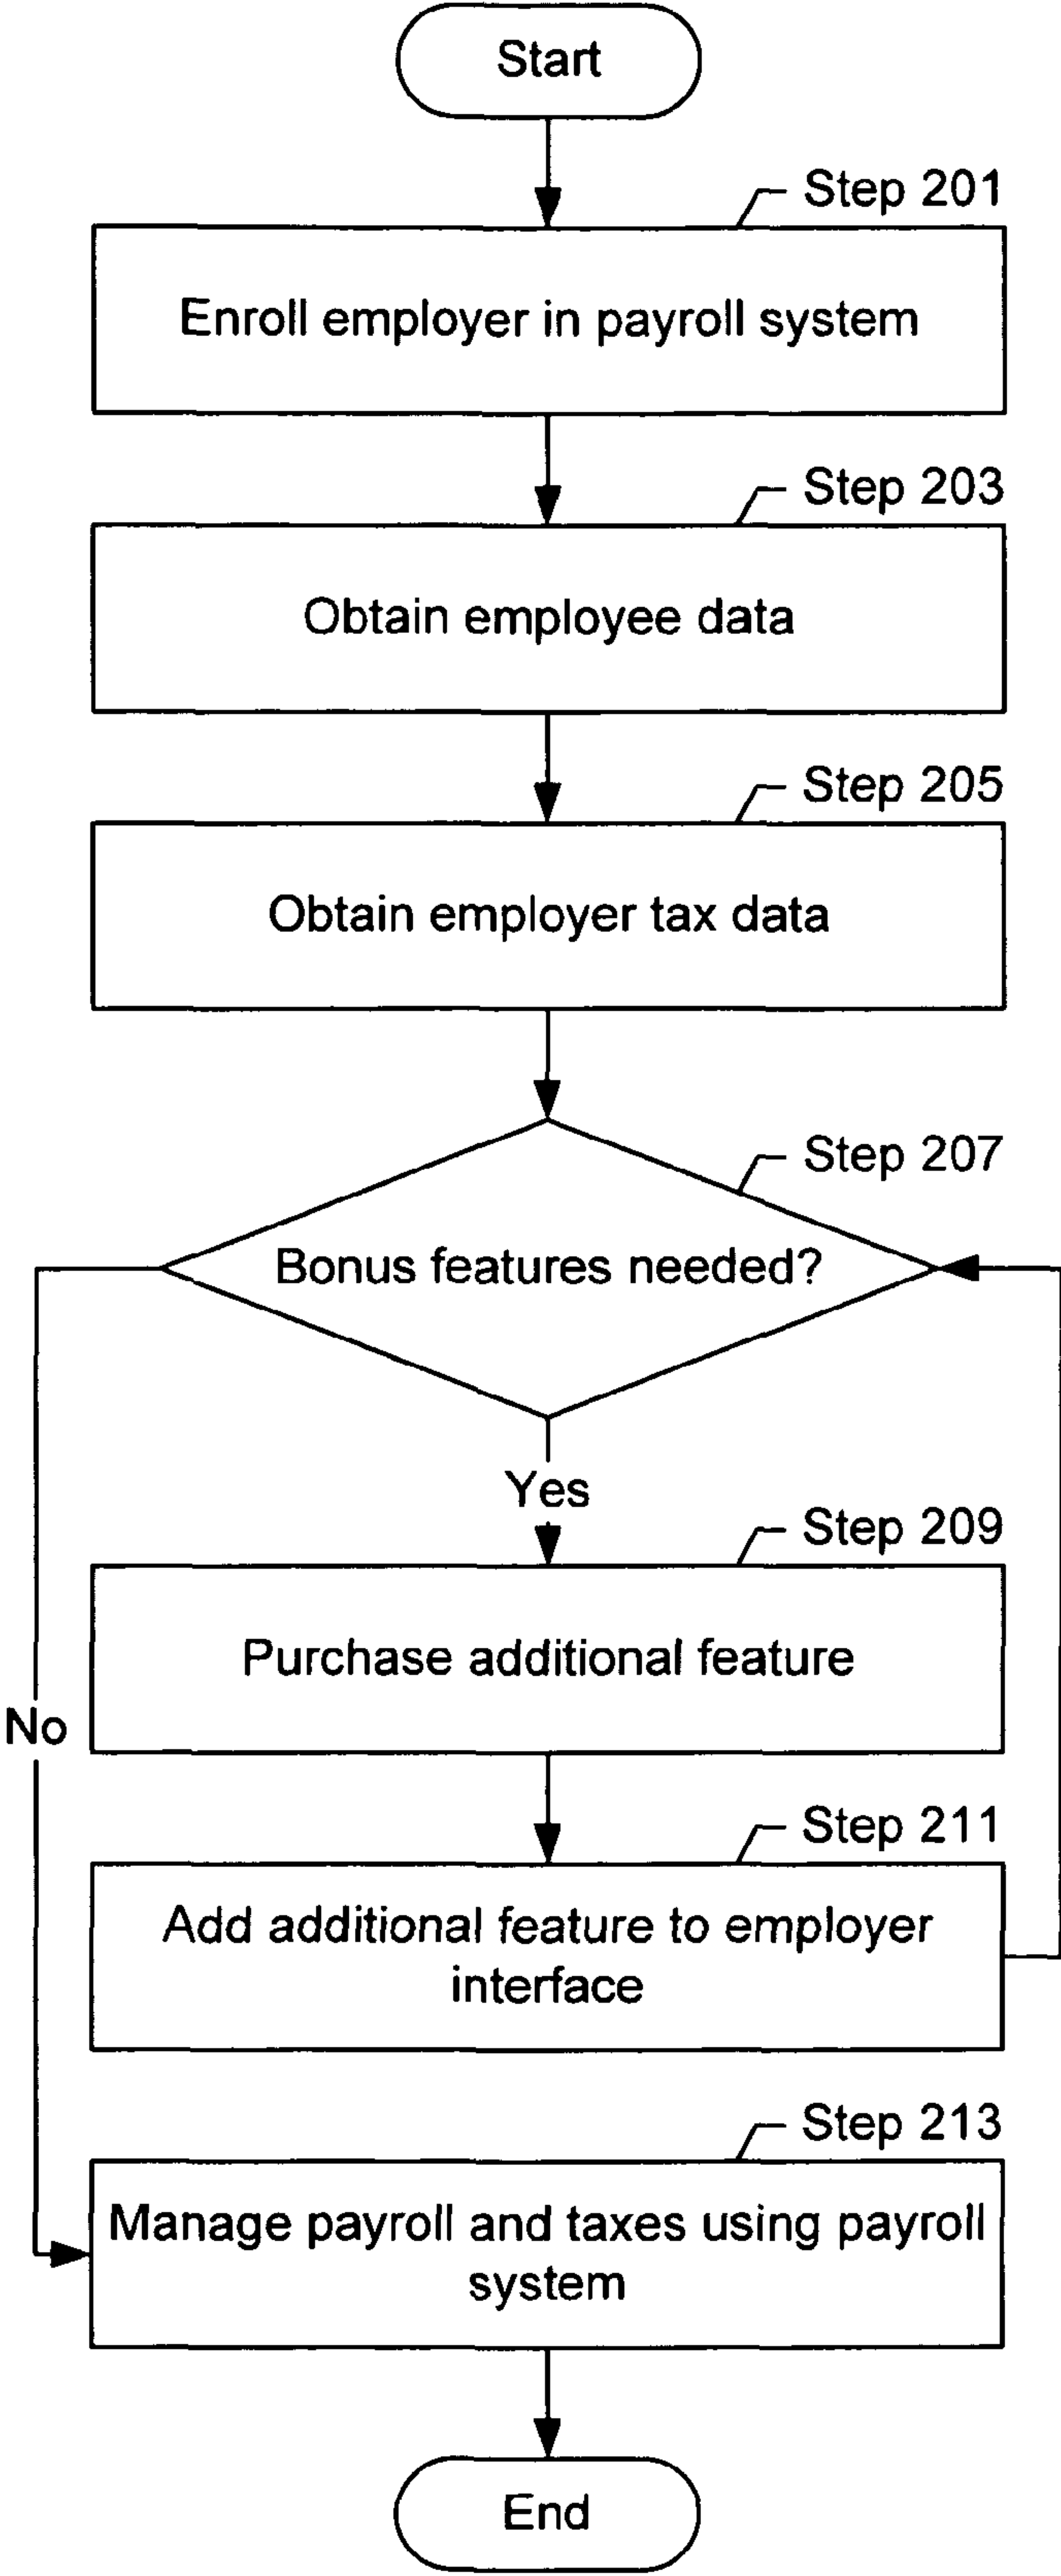 Start
Step 201
Enroll employer in payroll system
Step 203
Obtain employee data
Step 205
Obtain employer tax data
Step 207
Bonus features needed?
Yes
Step 209
Purchase additional feature
No
Step 211
Add additional feature to employer
interface
Step 213
Manage payroll and taxes using payroll
system
End